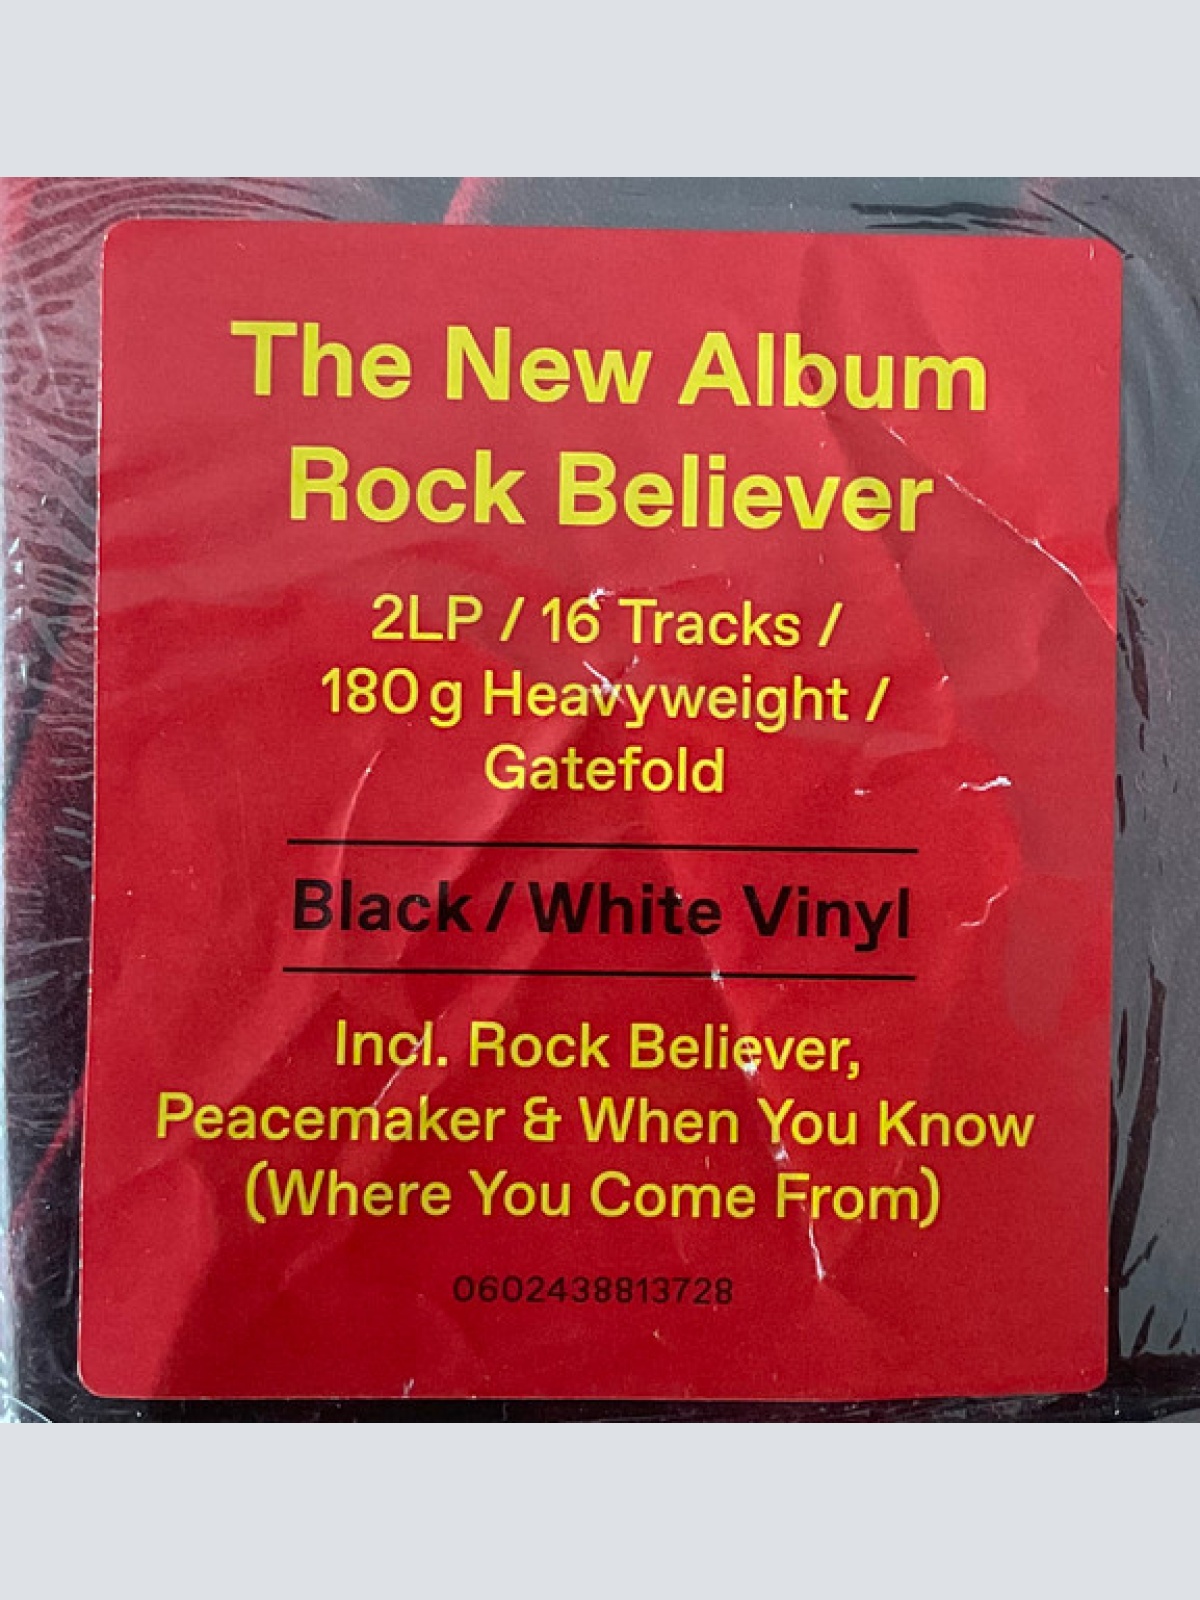 The New Album
Rock Believer
2LP / 16 Tracks /
180 g Heavyweight /
Gatefold
Black / White Vinyl
Incl. Rock Believer,
Peacemaker & When You Know
(Where You Come From)
0602438813728